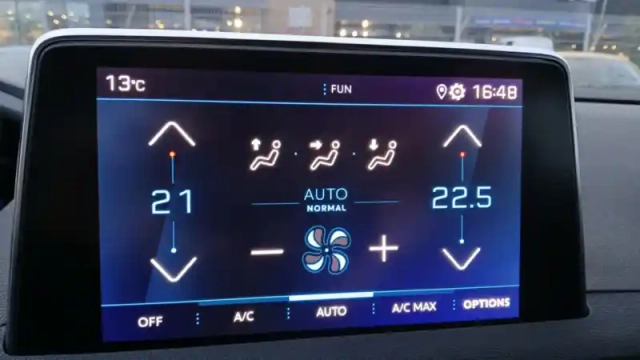 13°C FUN 16:48
21 AUTO 22.5
NORMAL
OFF A/C AUTO A/C MAX OPTIONS